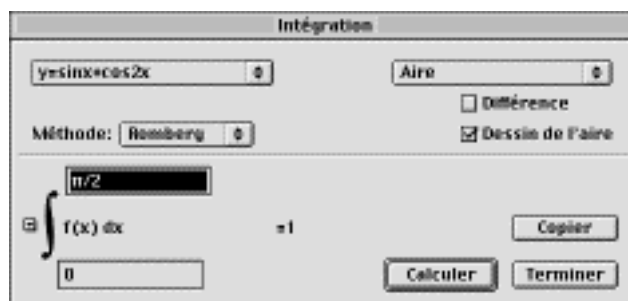 Intégration
y=sinx+cos2x Aire
Différence
Méthode: Romberg Dessin de l'aire
π/2
f(x) dx =1 Copier
0 Calculer Terminer